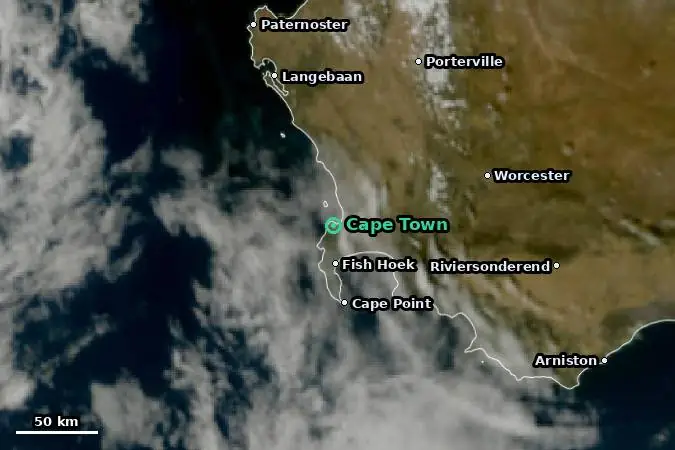 Paternoster
Porterville
Langebaan
Worcester
Cape Town
Fish Hoek
Riviersonderend
Cape Point
Arniston
50 km